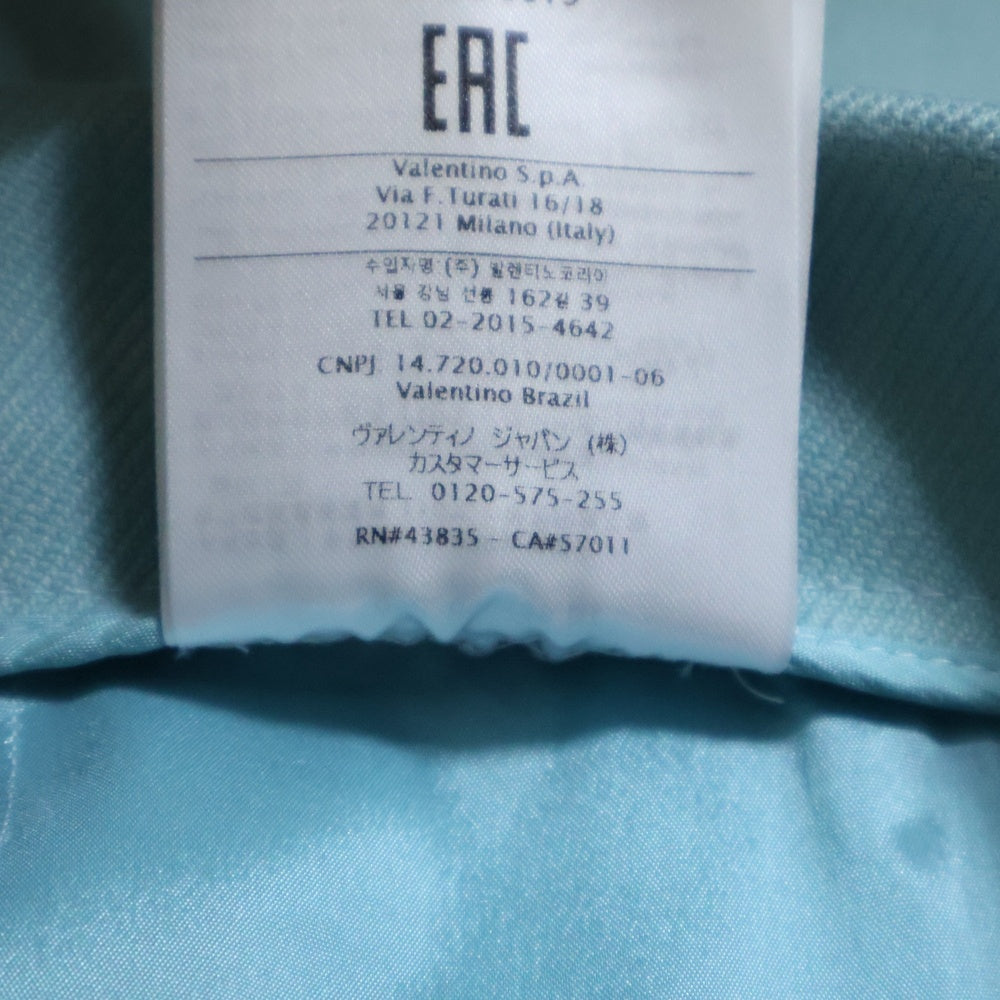 EAC
Valentino S.p.A.
Via F.Turati 16/18
20121 Milano (Italy)
수입자명 (주) 발렌티노코리아
서울 강남 선릉 162길 39
TEL 02-2015-4642
CNPJ 14.720.010/0001-06
Valentino Brazil
ヴァレンティノ ジャパン (株)
カスタマーサービス
TEL. 0120-575-255
RN#43835 - CA#57011